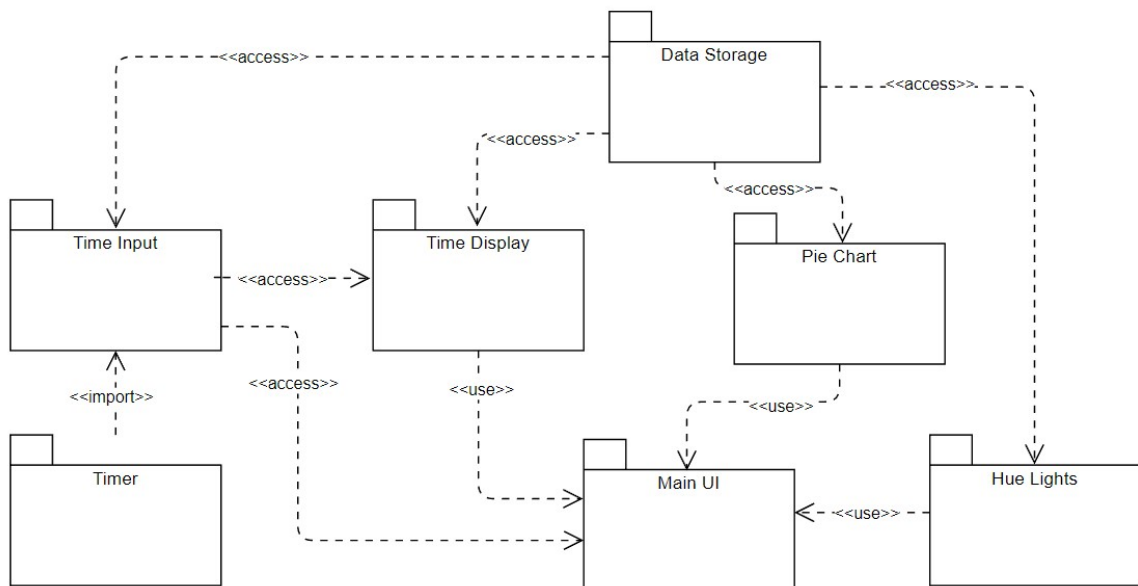 Data Storage
<<access>>
<<access>>
<<access>>
<<access>>
Time Input
Time Display
Pie Chart
<<access>>
<<access>>
<<use>>
<<import>>
<<use>>
Timer
Main UI
Hue Lights
<<use>>